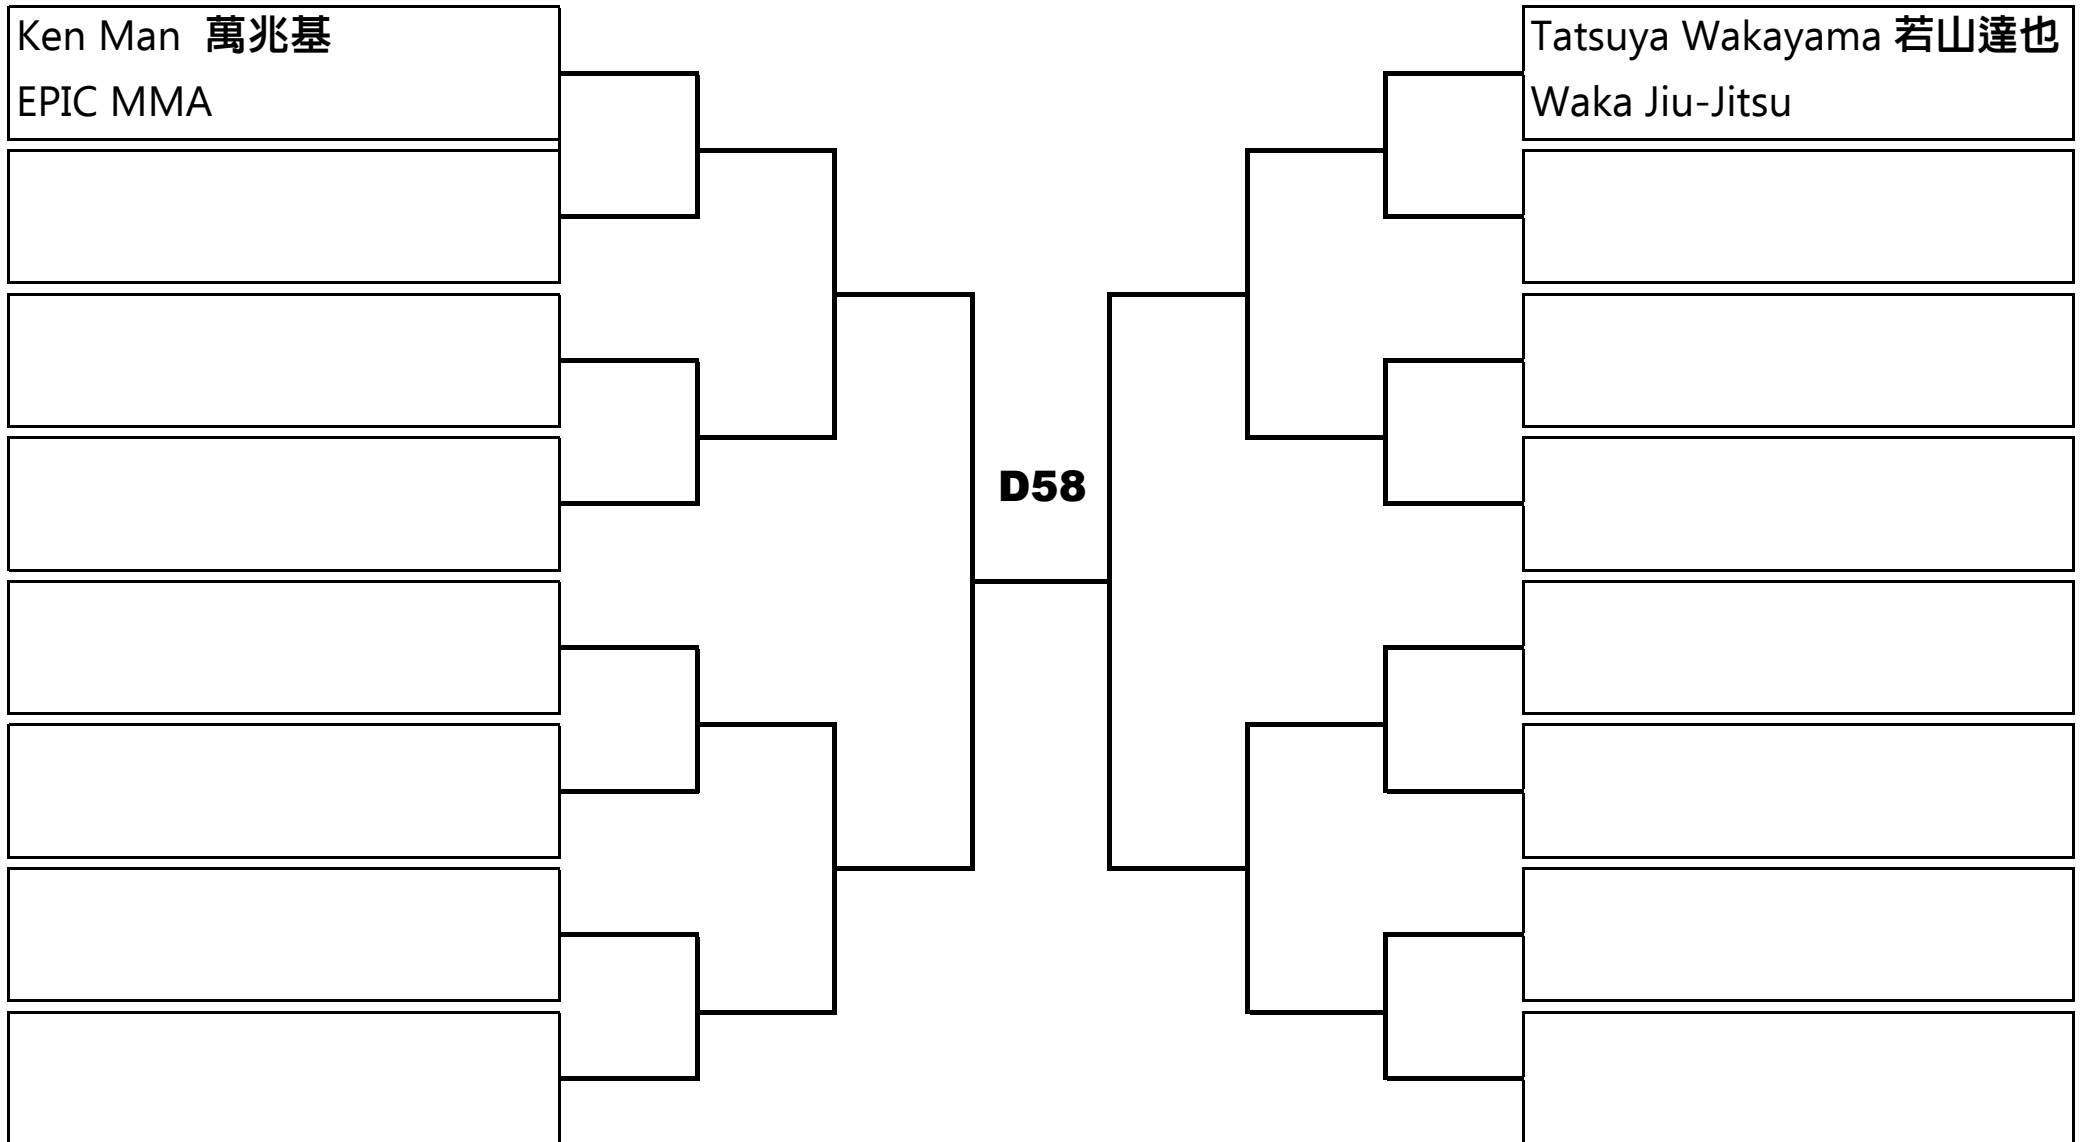 Ken Man 萬兆基
EPIC MMA
Tatsuya Wakayama 若山達也
Waka Jiu-Jitsu
D58